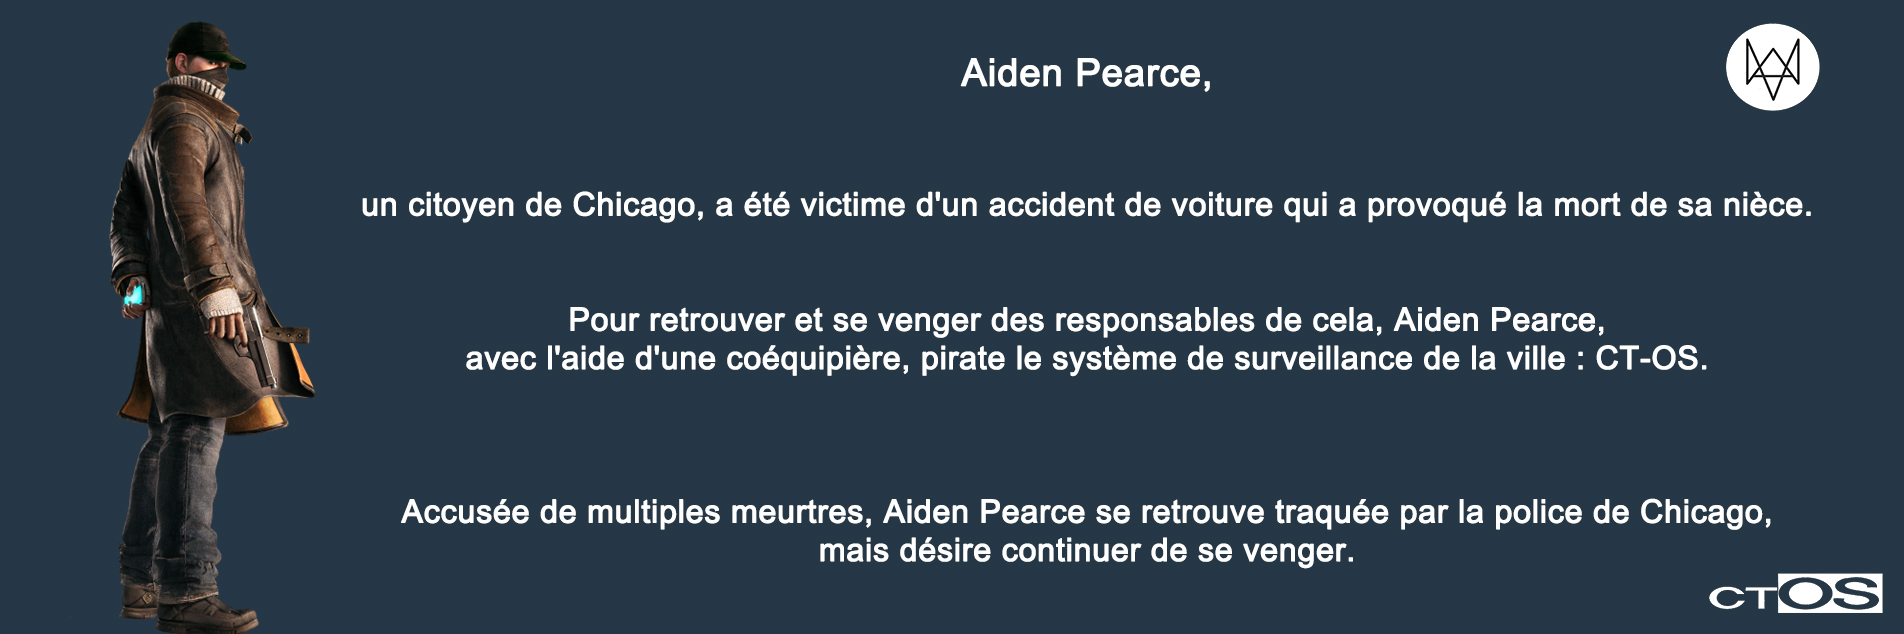 Aiden Pearce,
un citoyen de Chicago, a été victime d'un accident de voiture qui a provoqué la mort de sa nièce.
Pour retrouver et se venger des responsables de cela, Aiden Pearce,
avec l'aide d'une coéquipière, pirate le système de surveillance de la ville : CT-OS.
Accusée de multiples meurtres, Aiden Pearce se retrouve traquée par la police de Chicago,
mais désire continuer de se venger.
CTOS